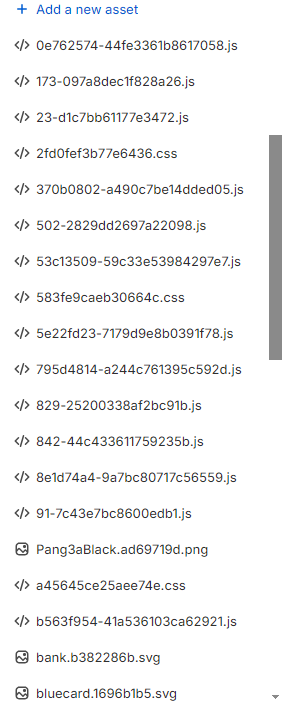 + Add a new asset
</> 0e762574-44fe3361b8617058.js
</> 173-097a8dec1f828a26.js
</> 23-d1c7bb61177e3472.js
</> 2fd0fef3b77e6436.css
</> 370b0802-a490c7be14dded05.js
</> 502-2829dd2697a22098.js
</> 53c13509-59c33e53984297e7.js
</> 583fe9caeb30664c.css
</> 5e22fd23-7179d9e8b0391f78.js
</> 795d4814-a244c761395c592d.js
</> 829-25200338af2bc91b.js
</> 842-44c433611759235b.js
</> 8e1d74a4-9a7bc80717c56559.js
</> 91-7c43e7bc8600edb1.js
Pang3aBlack.ad69719d.png
</> a45645ce25aee74e.css
</> b563f954-41a536103ca62921.js
bank.b382286b.svg
bluecard.1696b1b5.svg